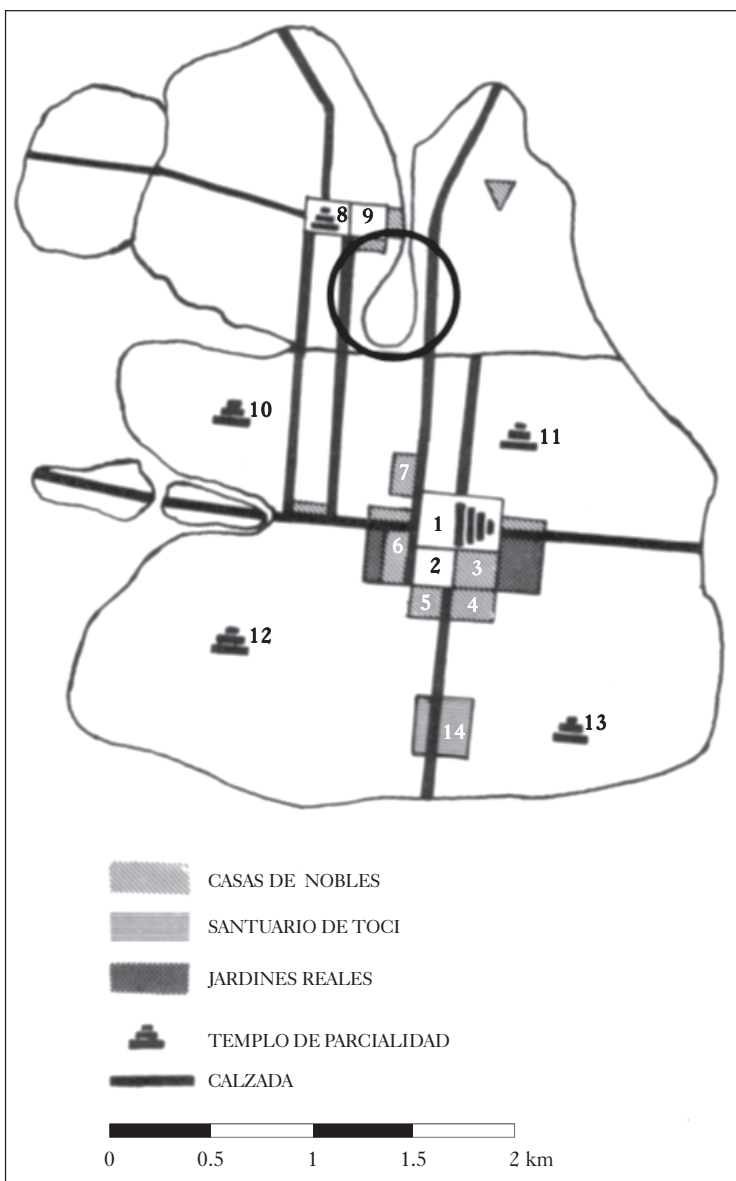 8
9
10
11
7
1
6
2
3
5
4
12
13
14
CASAS DE NOBLES
SANTUARIO DE TOCI
JARDINES REALES
TEMPLO DE PARCIALIDAD
CALZADA
0 0.5 1 1.5 2 km